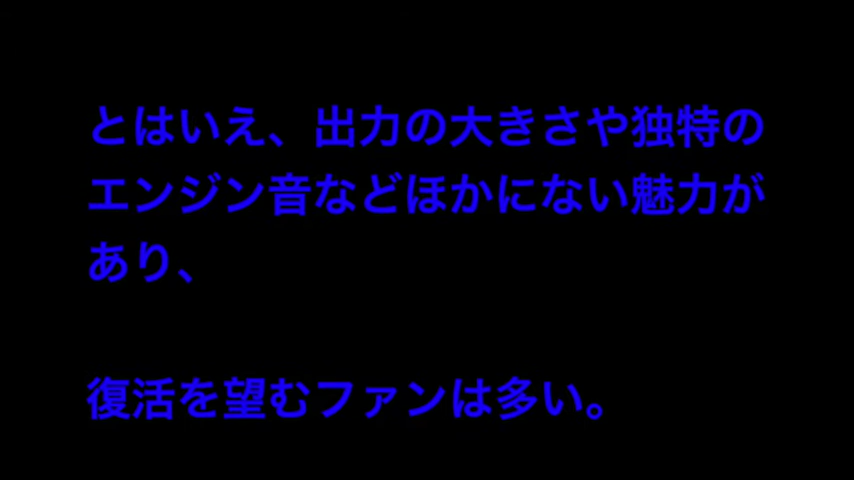 とはいえ、出力の大きさや独特の
エンジン音などほかにない魅力が
あり、
復活を望むファンは多い。